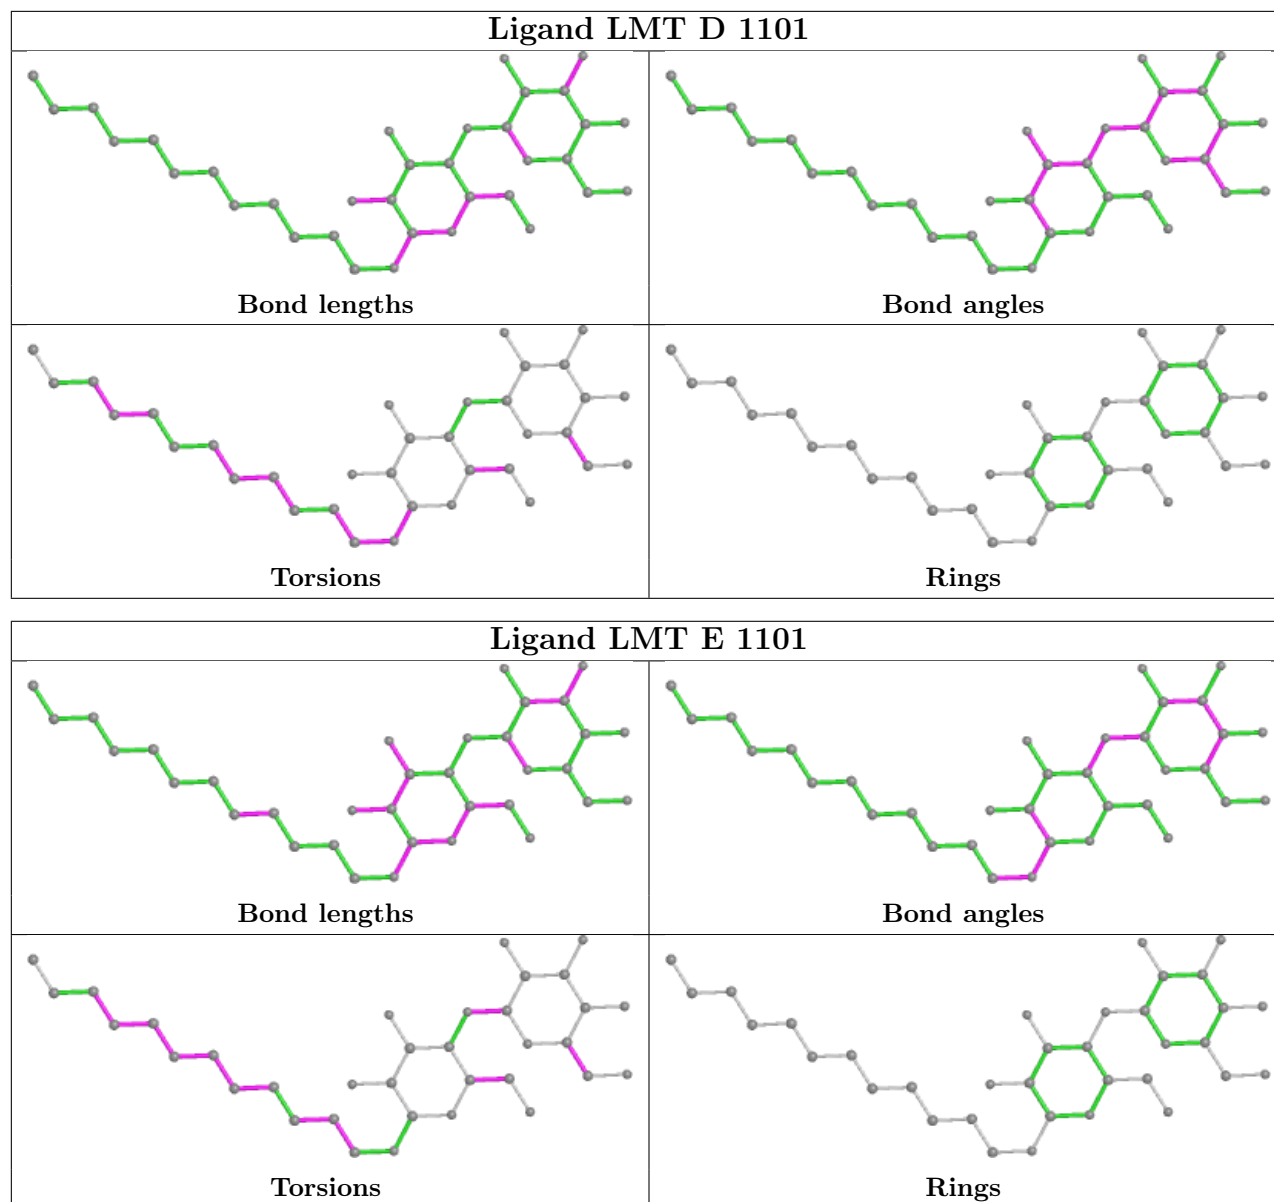 Ligand LMT D 1101
Bond lengths
Bond angles
Torsions
Rings
Ligand LMT E 1101
Bond lengths
Bond angles
Torsions
Rings